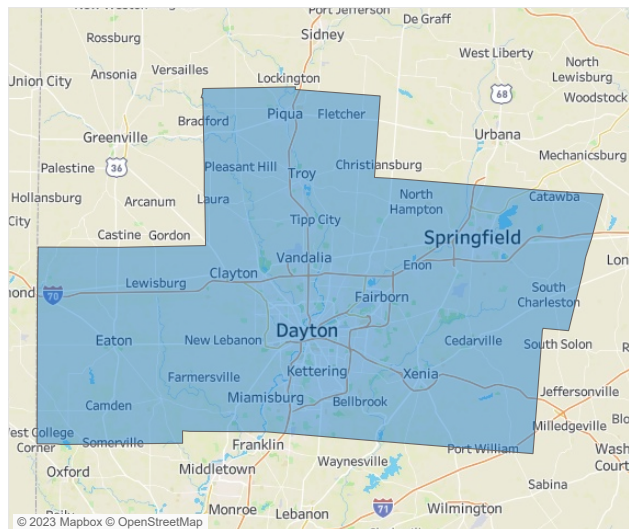 Port Jefferson
De Graff
Rossburg
Sidney
West Liberty
Versailles
North
Lewisburg
Union City
Ansonia
Lockington
68
Woodstock
Bradford
Piqua
Fletcher
Urbana
Greenville
Mechanicsburg
Palestine
36
Pleasant Hill
Troy
Christiansburg
Hollansburg
Arcanum
Laura
North
Hampton
Catawba
City
Tipp City
Castine
Gordon
Springfield
Vandalia
Clayton
Enon
Lewisburg
70
Fairborn
South
Charleston
Dayton
Eaton
New Lebanon
Cedarville
South Solon
Farmersville
Kettering
Xenia
Jeffersonville
Camden
Miamisburg
Bellbrook
Milledgeville
Corner
Somerville
Franklin
Port William
Oxford
Middletown
Waynesville
Sabina
Monroe
Lebanon
71
Wilmington
© 2023 Mapbox © OpenStreetMap